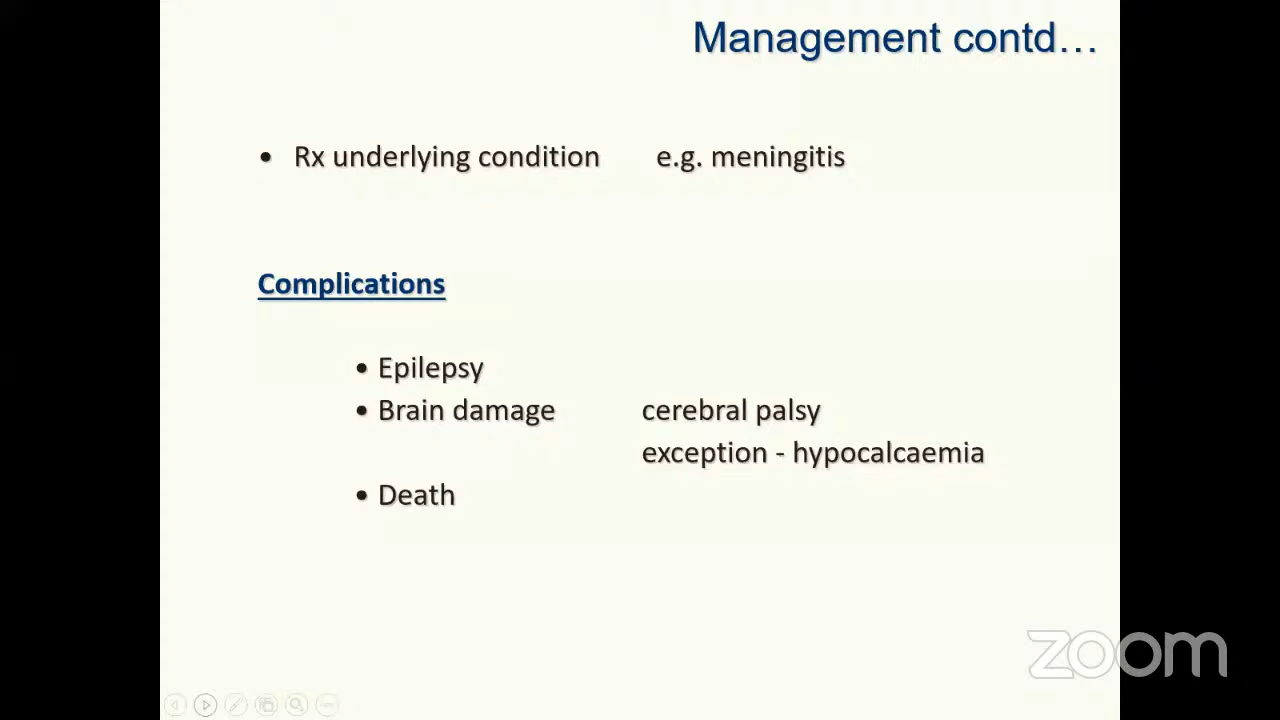 Management contd...
• Rx underlying condition e.g. meningitis
Complications
• Epilepsy
• Brain damage cerebral palsy
exception - hypocalcaemia
• Death
zoom